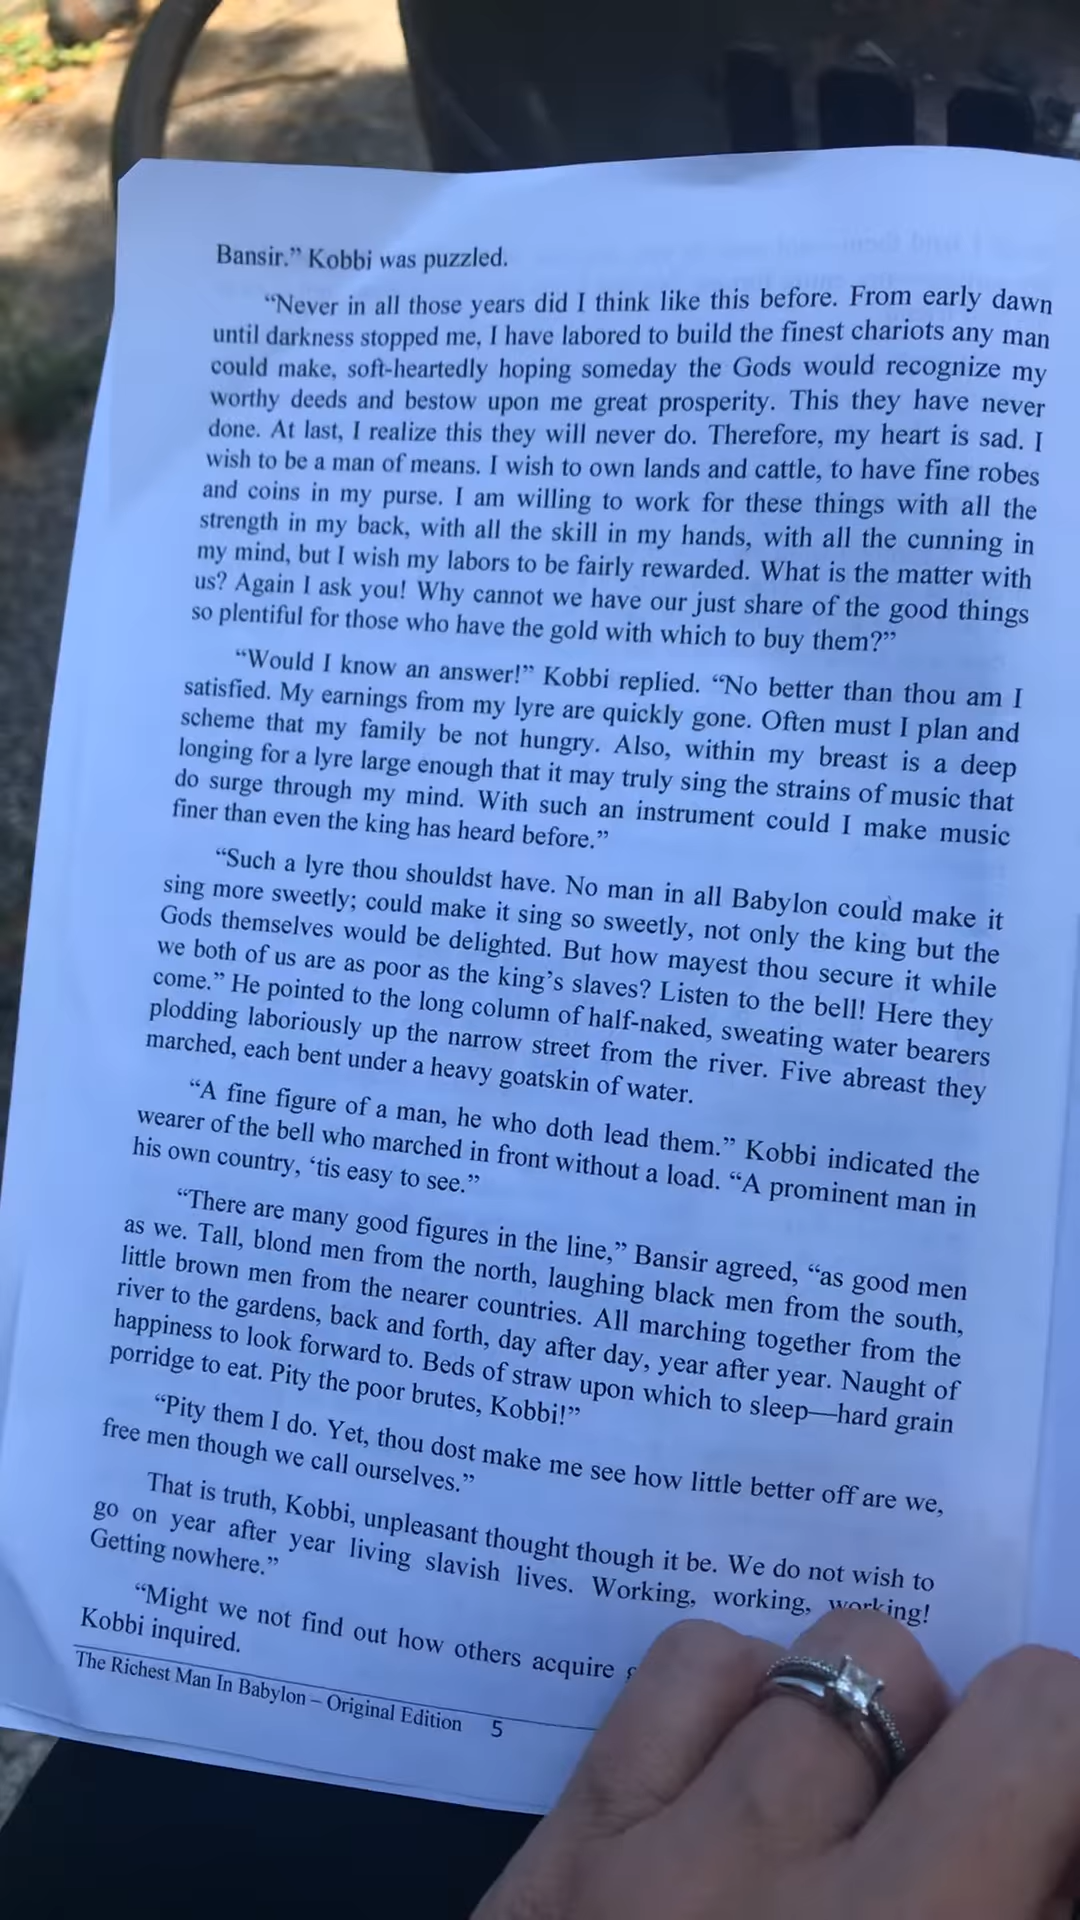 Bansir.” Kobbi was puzzled.
“Never in all those years did I think like this before. From early dawn
until darkness stopped me, I have labored to build the finest chariots any man
could make, soft-heartedly hoping someday the Gods would recognize my
worthy deeds and bestow upon me great prosperity. This they have never
done. At last, I realize this they will never do. Therefore, my heart is sad. I
wish to be a man of means. I wish to own lands and cattle, to have fine robes
and coins in my purse. I am willing to work for these things with all the
strength in my back, with all the skill in my hands, with all the cunning in
my mind, but I wish my labors to be fairly rewarded. What is the matter with
us? Again I ask you! Why cannot we have our just share of the good things
so plentiful for those who have the gold with which to buy them?”
“Would I know an answer!” Kobbi replied. “No better than thou am I
satisfied. My earnings from my lyre are quickly gone. Often must I plan and
scheme that my family be not hungry. Also, within my breast is a deep
longing for a lyre large enough that it may truly sing the strains of music that
do surge through my mind. With such an instrument could I make music
finer than even the king has heard before.”
“Such a lyre thou shouldst have. No man in all Babylon could make it
sing more sweetly; could make it sing so sweetly, not only the king but the
Gods themselves would be delighted. But how mayest thou secure it while
we both of us are as poor as the king’s slaves? Listen to the bell! Here they
come.” He pointed to the long column of half-naked, sweating water bearers
plodding laboriously up the narrow street from the river. Five abreast they
marched, each bent under a heavy goatskin of water.
“A fine figure of a man, he who doth lead them.” Kobbi indicated the
wearer of the bell who marched in front without a load. “A prominent man in
his own country, ‘tis easy to see.”
“There are many good figures in the line,” Bansir agreed, “as good men
as we. Tall, blond men from the north, laughing black men from the south,
little brown men from the nearer countries. All marching together from the
river to the gardens, back and forth, day after day, year after year. Naught of
happiness to look forward to. Beds of straw upon which to sleep—hard grain
porridge to eat. Pity the poor brutes, Kobbi!”
“Pity them I do. Yet, thou dost make me see how little better off are we,
free men though we call ourselves.”
That is truth, Kobbi, unpleasant thought though it be. We do not wish to
go on year after year living slavish lives. Working, working, working!
Getting nowhere.”
“Might we not find out how others acquire
Kobbi inquired.
The Richest Man In Babylon – Original Edition 5